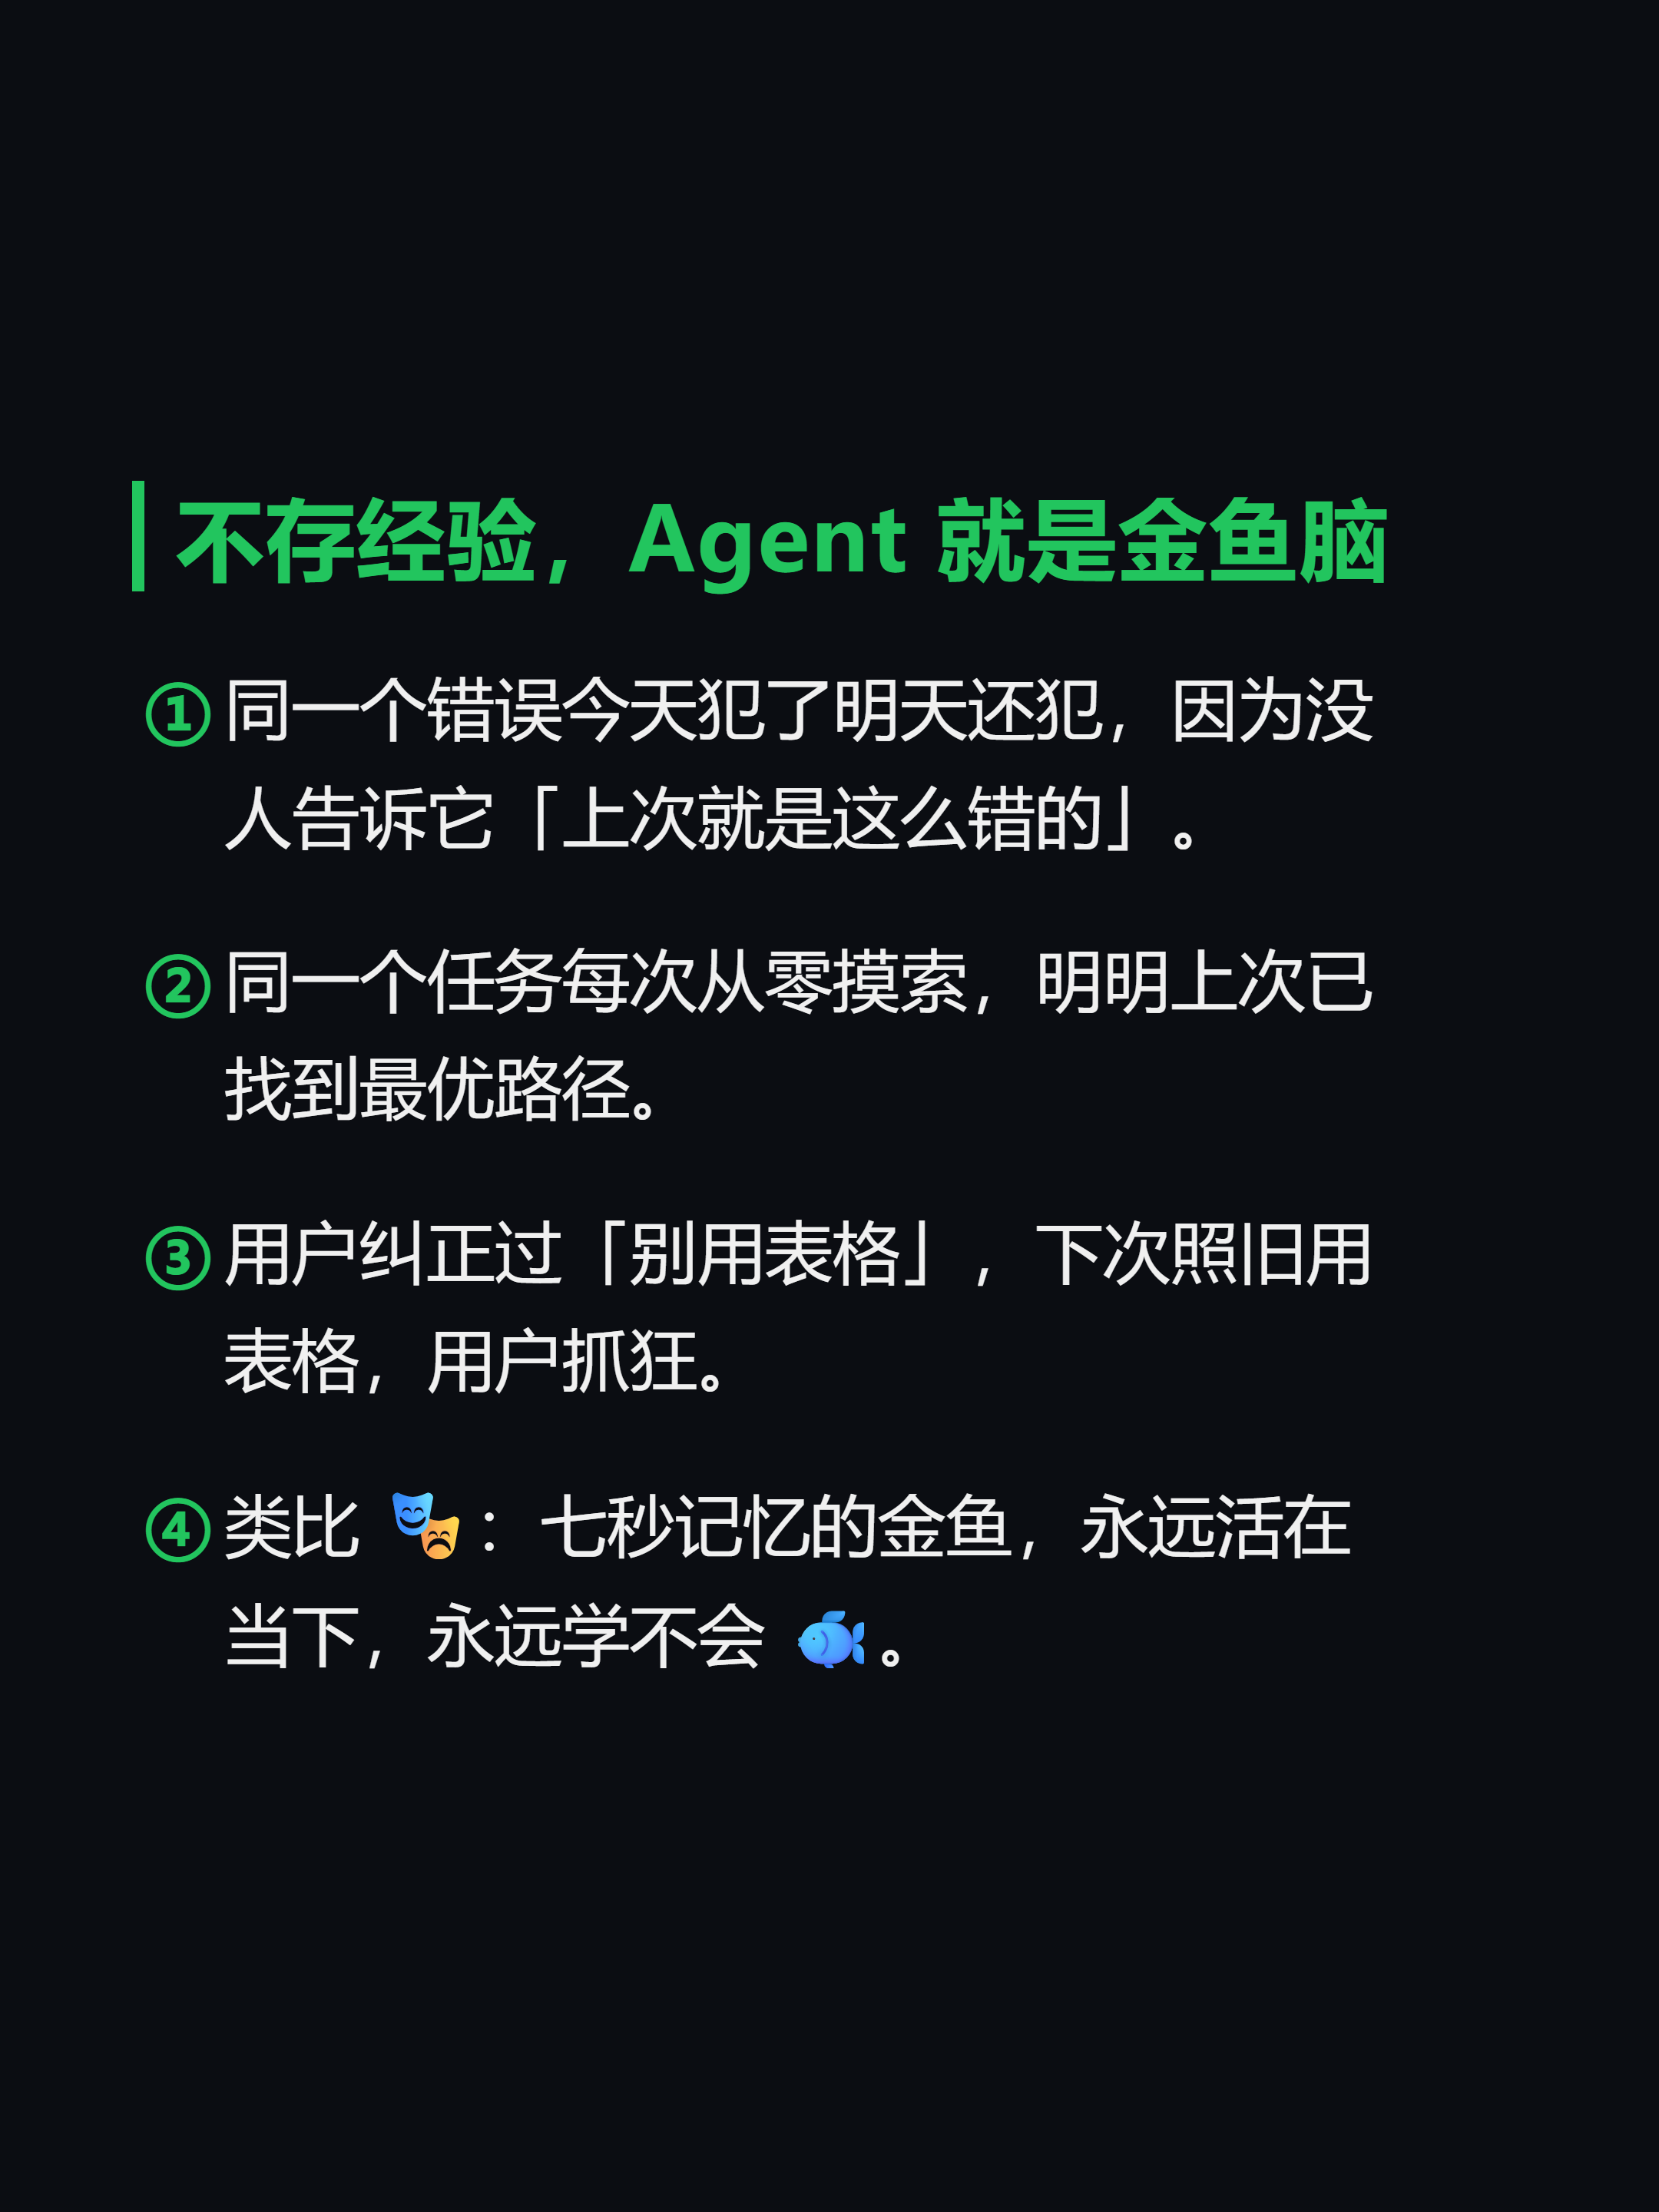 不存经验，Agent 就是金鱼脑
① 同一个错误今天犯了明天还犯，因为没
人告诉它「上次就是这么错的」。
② 同一个任务每次从零摸索，明明上次已
找到最优路径。
③ 用户纠正过「别用表格」，下次照旧用
表格，用户抓狂。
④ 类比 🎭：七秒记忆的金鱼，永远活在
当下，永远学不会 🐟。